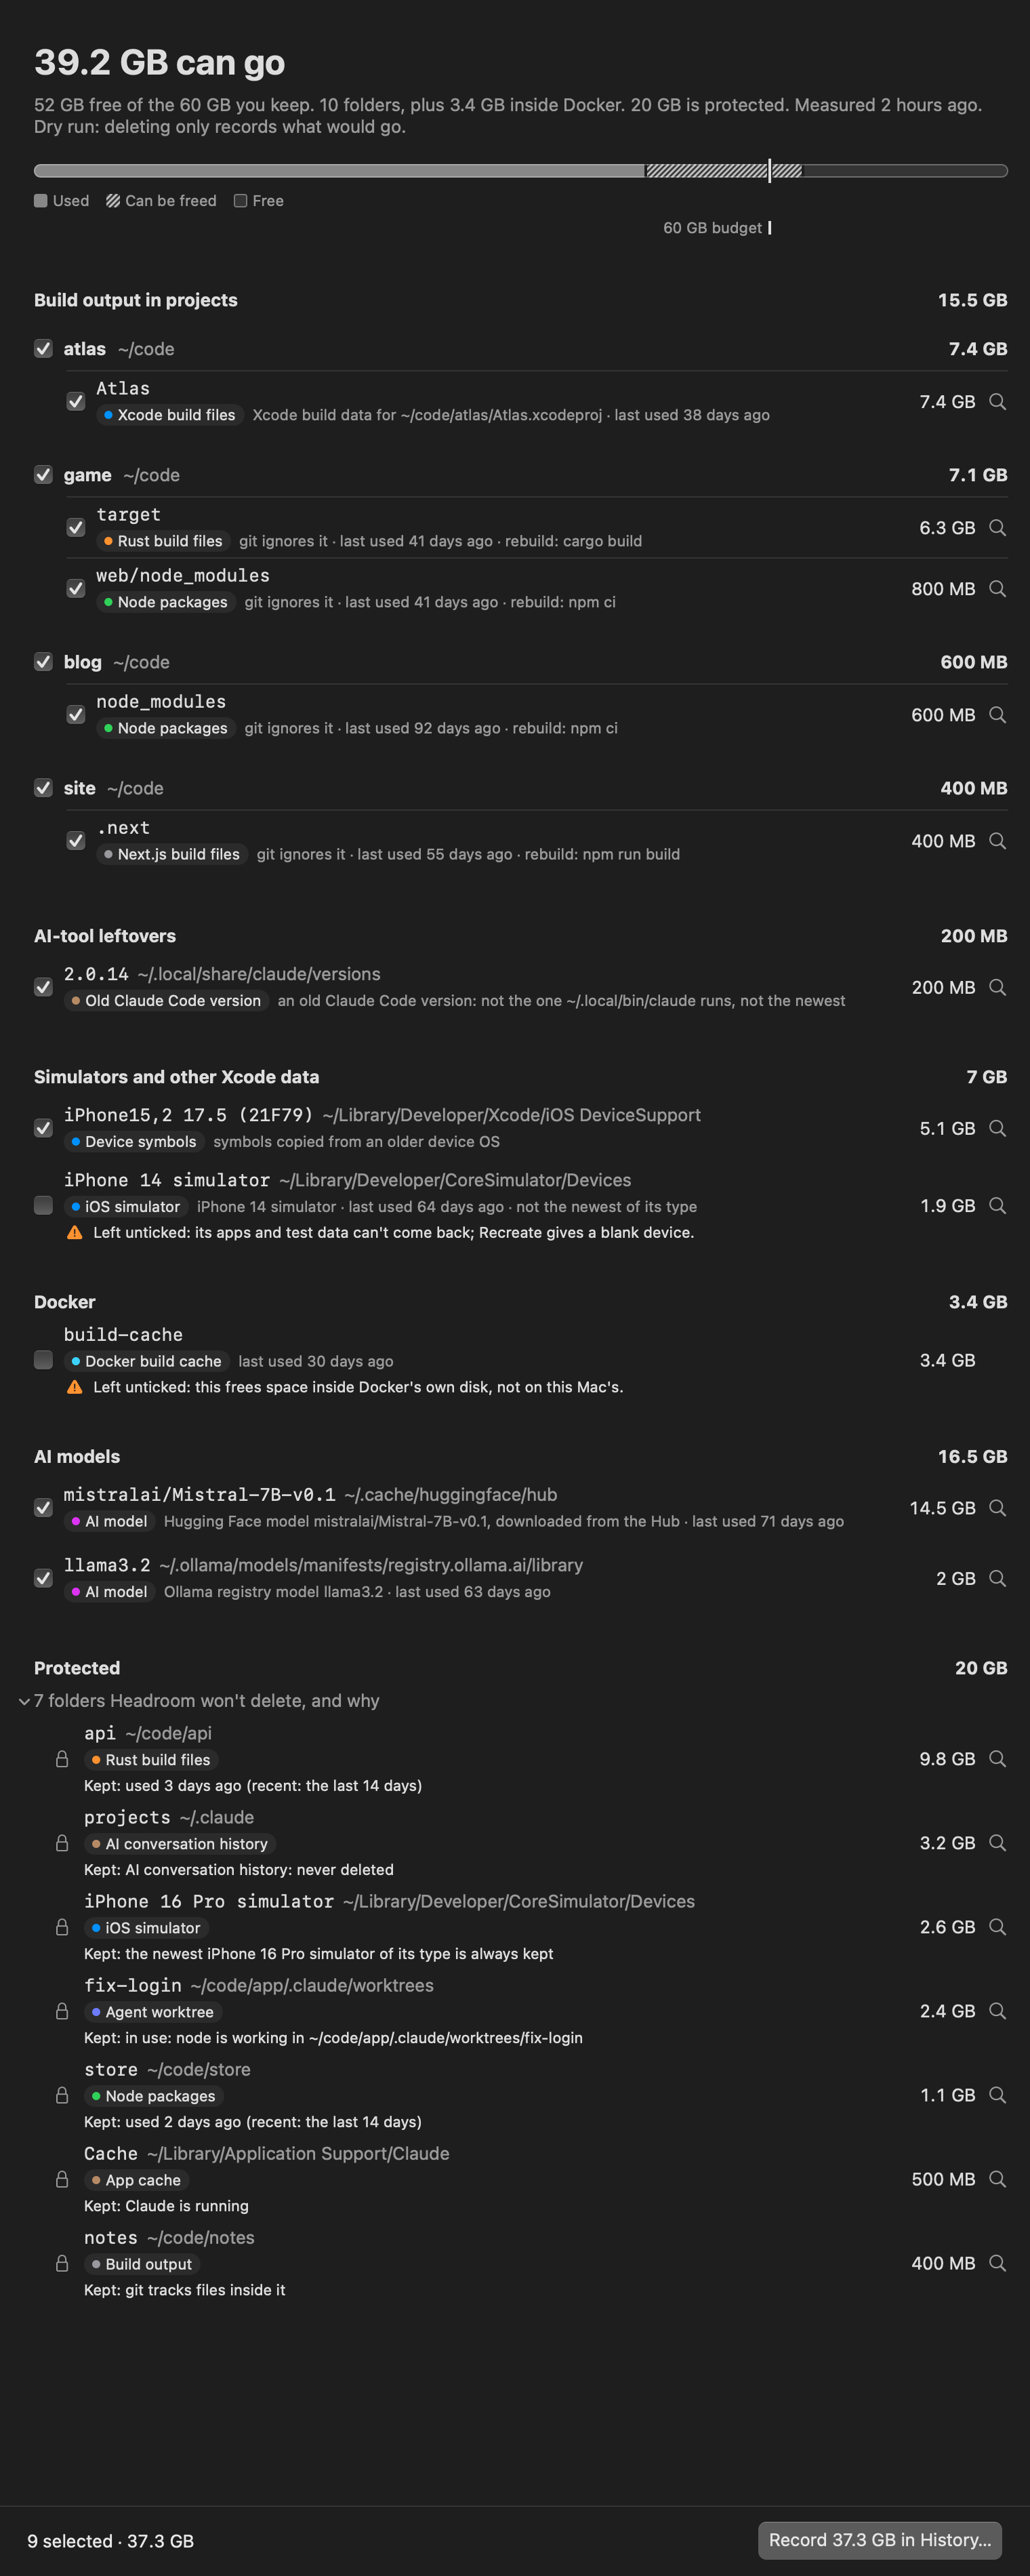 39.2 GB can go
52 GB free of the 60 GB you keep. 10 folders, plus 3.4 GB inside Docker. 20 GB is protected. Measured 2 hours ago.
Dry run: deleting only records what would go.
Used Can be freed Free
60 GB budget
Build output in projects 15.5 GB
atlas ~/code 7.4 GB
Atlas
Xcode build files Xcode build data for ~/code/atlas/Atlas.xcodeproj · last used 38 days ago 7.4 GB
game ~/code 7.1 GB
target
Rust build files git ignores it · last used 41 days ago · rebuild: cargo build 6.3 GB
web/node_modules
Node packages git ignores it · last used 41 days ago · rebuild: npm ci 800 MB
blog ~/code 600 MB
node_modules
Node packages git ignores it · last used 92 days ago · rebuild: npm ci 600 MB
site ~/code 400 MB
.next
Next.js build files git ignores it · last used 55 days ago · rebuild: npm run build 400 MB
AI-tool leftovers 200 MB
2.0.14 ~/.local/share/claude/versions
Old Claude Code version an old Claude Code version: not the one ~/.local/bin/claude runs, not the newest 200 MB
Simulators and other Xcode data 7 GB
iPhone15,2 17.5 (21F79) ~/Library/Developer/Xcode/iOS DeviceSupport
Device symbols symbols copied from an older device OS 5.1 GB
iPhone 14 simulator ~/Library/Developer/CoreSimulator/Devices
iOS simulator iPhone 14 simulator · last used 64 days ago · not the newest of its type 1.9 GB
Left unticked: its apps and test data can't come back; Recreate gives a blank device.
Docker 3.4 GB
build-cache
Docker build cache last used 30 days ago 3.4 GB
Left unticked: this frees space inside Docker's own disk, not on this Mac's.
AI models 16.5 GB
mistralai/Mistral-7B-v0.1 ~/.cache/huggingface/hub
AI model Hugging Face model mistralai/Mistral-7B-v0.1, downloaded from the Hub · last used 71 days ago 14.5 GB
llama3.2 ~/.ollama/models/manifests/registry.ollama.ai/library
AI model Ollama registry model llama3.2 · last used 63 days ago 2 GB
Protected 20 GB
7 folders Headroom won't delete, and why
api ~/code/api
Rust build files 9.8 GB
Kept: used 3 days ago (recent: the last 14 days)
projects ~/.claude
AI conversation history 3.2 GB
Kept: AI conversation history: never deleted
iPhone 16 Pro simulator ~/Library/Developer/CoreSimulator/Devices
iOS simulator 2.6 GB
Kept: the newest iPhone 16 Pro simulator of its type is always kept
fix-login ~/code/app/.claude/worktrees
Agent worktree 2.4 GB
Kept: in use: node is working in ~/code/app/.claude/worktrees/fix-login
store ~/code/store
Node packages 1.1 GB
Kept: used 2 days ago (recent: the last 14 days)
Cache ~/Library/Application Support/Claude
App cache 500 MB
Kept: Claude is running
notes ~/code/notes
Build output 400 MB
Kept: git tracks files inside it
9 selected · 37.3 GB Record 37.3 GB in History...